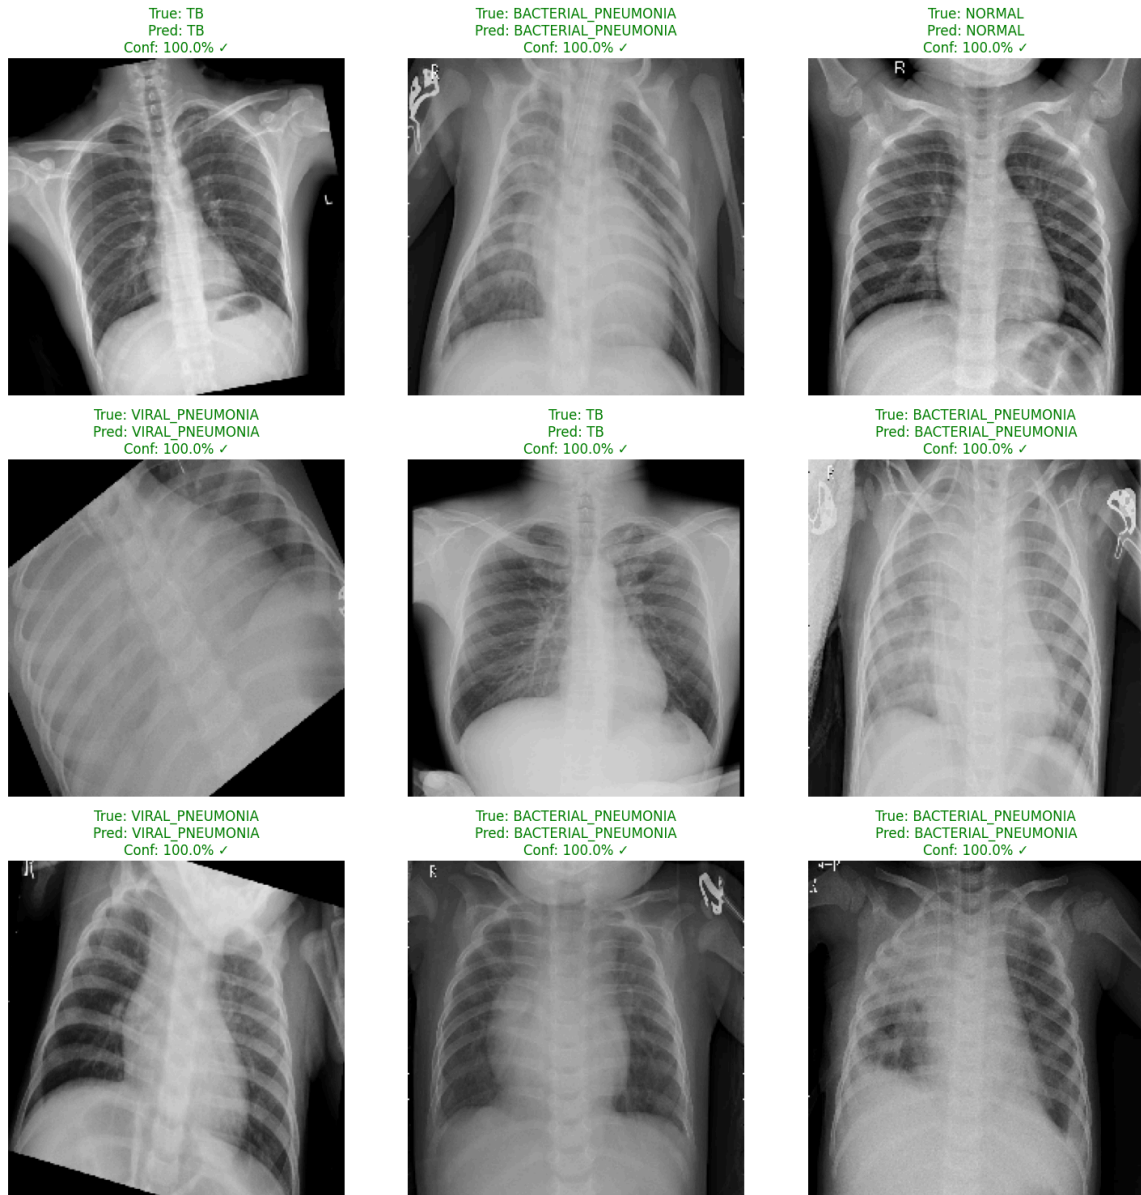 True: TB
Pred: TB
Conf: 100.0% ✓
True: BACTERIAL_PNEUMONIA
Pred: BACTERIAL_PNEUMONIA
Conf: 100.0% ✓
True: NORMAL
Pred: NORMAL
Conf: 100.0% ✓
R
R
L
True: VIRAL_PNEUMONIA
Pred: VIRAL_PNEUMONIA
Conf: 100.0% ✓
True: TB
Pred: TB
Conf: 100.0% ✓
True: BACTERIAL_PNEUMONIA
Pred: BACTERIAL_PNEUMONIA
Conf: 100.0% ✓
True: VIRAL_PNEUMONIA
Pred: VIRAL_PNEUMONIA
Conf: 100.0% ✓
True: BACTERIAL_PNEUMONIA
Pred: BACTERIAL_PNEUMONIA
Conf: 100.0% ✓
True: BACTERIAL_PNEUMONIA
Pred: BACTERIAL_PNEUMONIA
Conf: 100.0% ✓
R